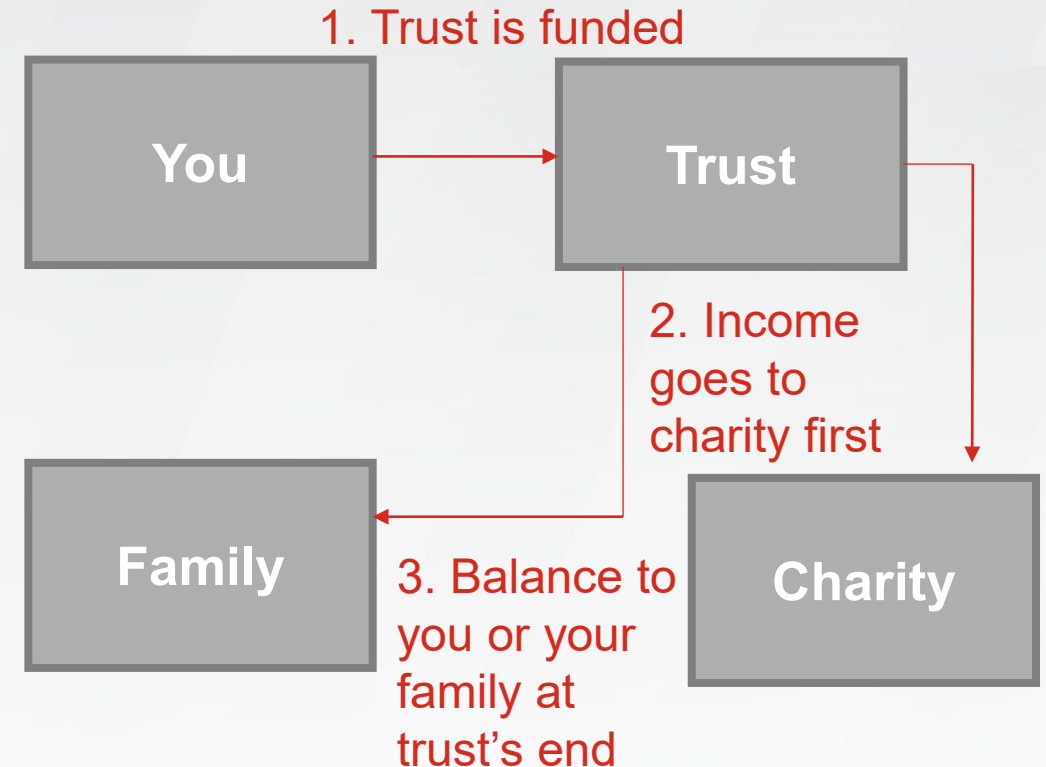 1. Trust is funded
You
Trust
2. Income
goes to
charity first
Family
Charity
3. Balance to
you or your
family at
trust’s end